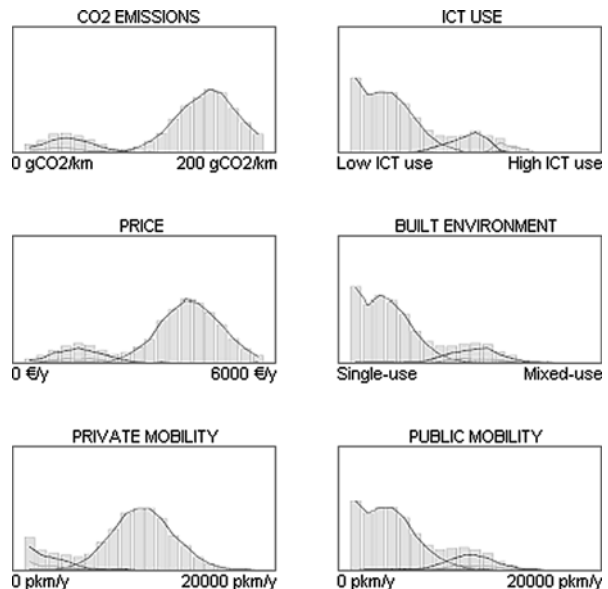 CO2 EMISSIONS
0 gCO2/km 200 gCO2/km
ICT USE
Low ICT use High ICT use
PRICE
0 €/y 6000 €/y
BUILT ENVIRONMENT
Single-use Mixed-use
PRIVATE MOBILITY
0 pkm/y 20000 pkm/y
PUBLIC MOBILITY
0 pkm/y 20000 pkm/y